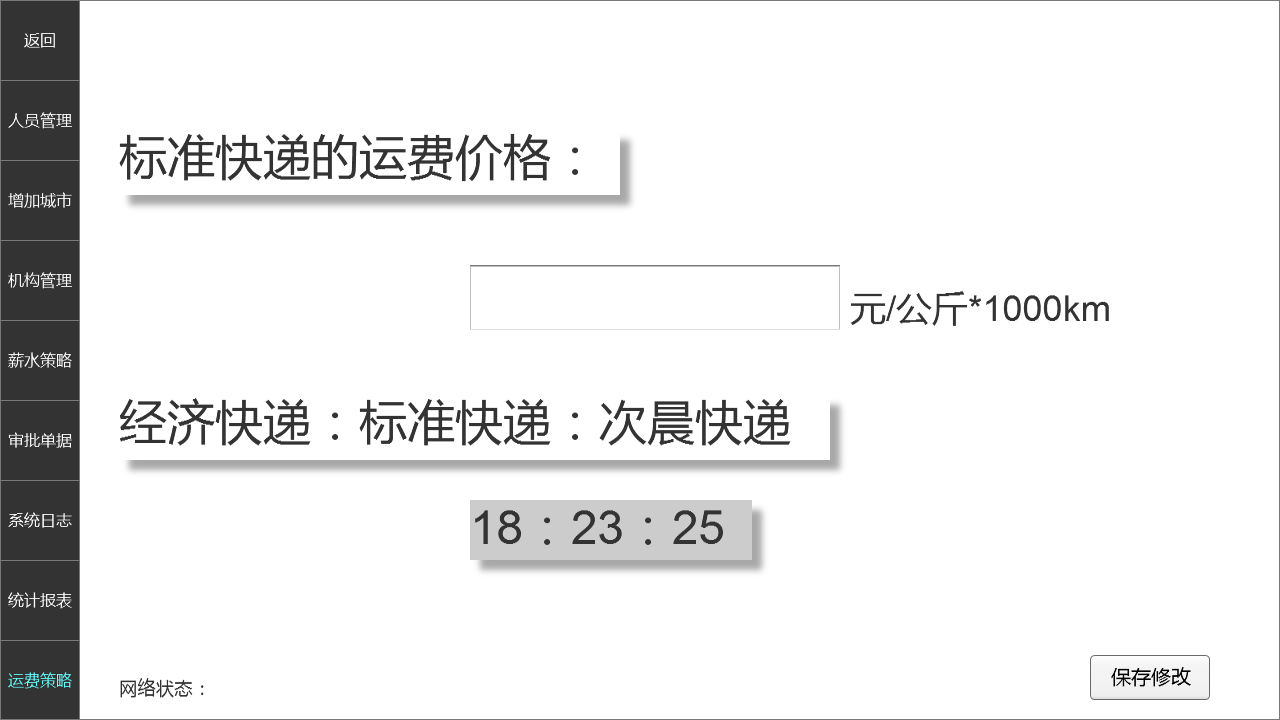 返回
人员管理
增加城市
机构管理
薪水策略
审批单据
系统日志
统计报表
运费策略
标准快递的运费价格：
元/公斤*1000km
经济快递：标准快递：次晨快递
18：23：25
网络状态：
保存修改